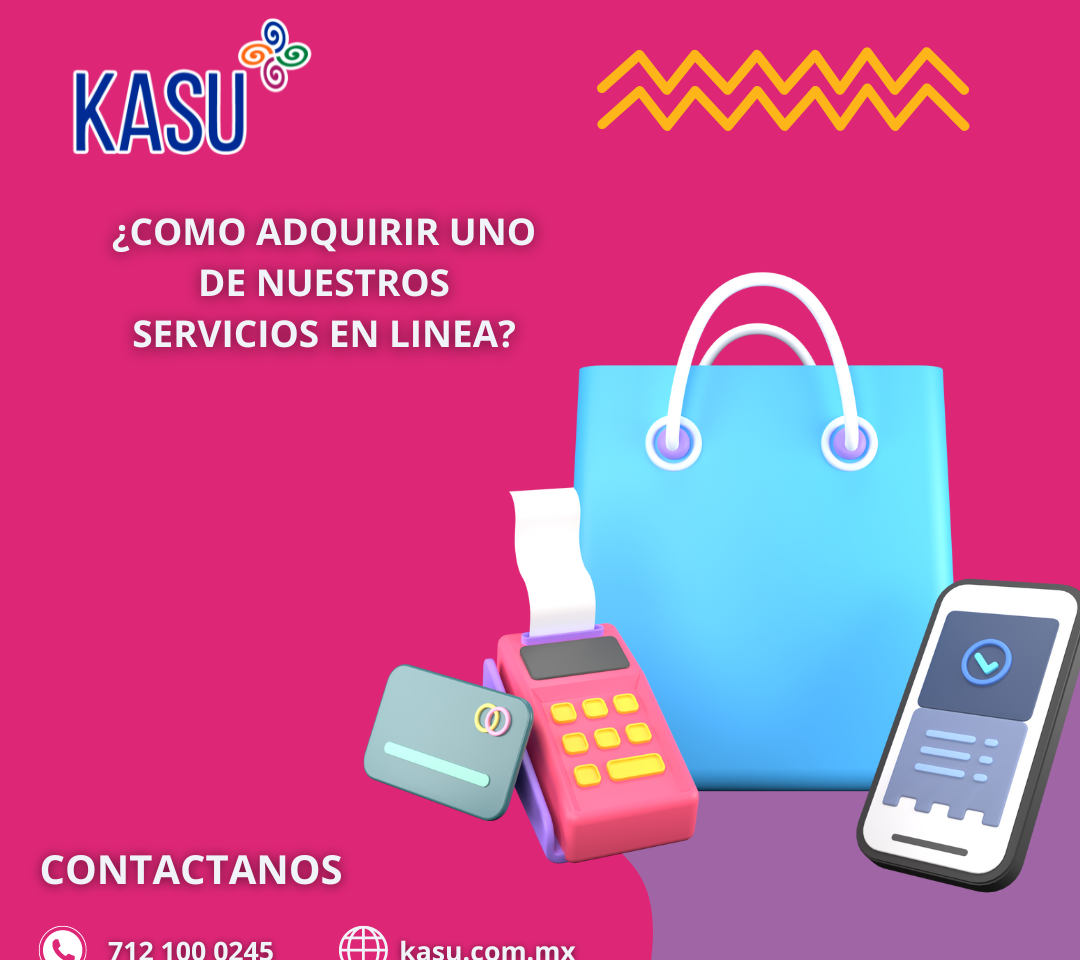 KASU
¿COMO ADQUIRIR UNO
DE NUESTROS
SERVICIOS EN LINEA?
CONTACTANOS
712 100 0245
kasu.com.mx